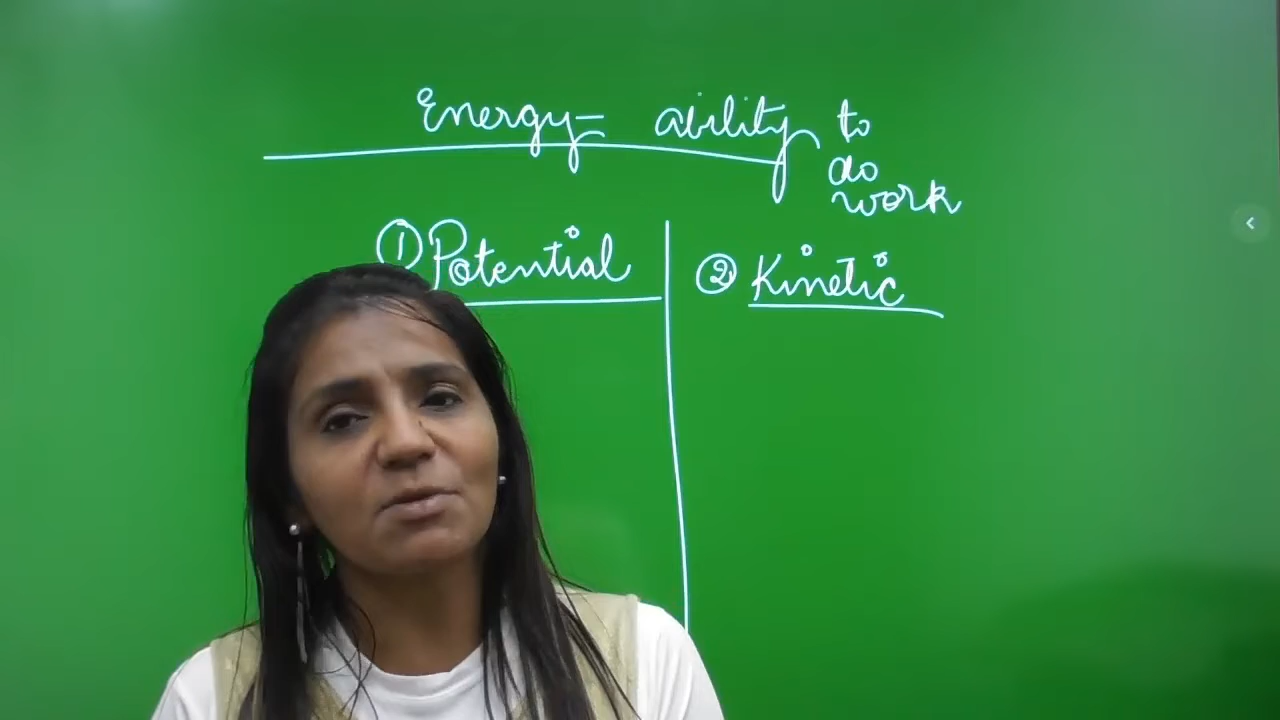 Energy- ability to
do
work
① Potential
② Kinetic